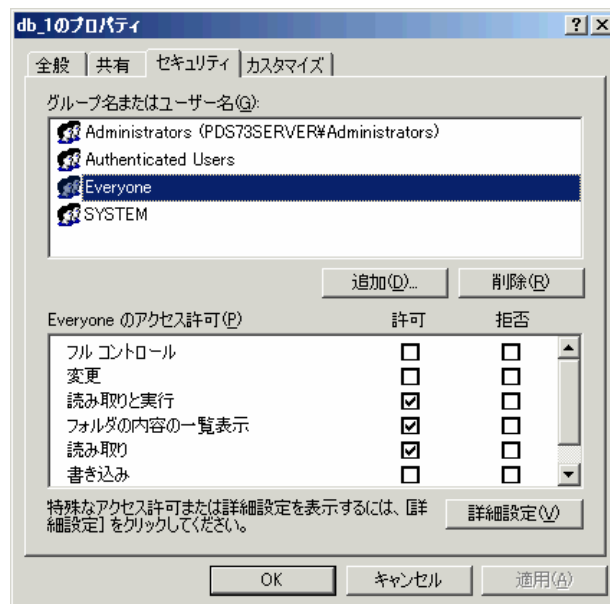 db_1のプロパティ
全般 共有 セキュリティ カスタマイズ
グループ名またはユーザー名(G):
Administrators (PDS73SERVER¥Administrators)
Authenticated Users
Everyone
SYSTEM
追加(D)... 削除(R)
Everyone のアクセス許可(P) 許可 拒否
フル コントロール
変更
読み取りと実行
フォルダの内容の一覧表示
読み取り
書き込み
特殊なアクセス許可または詳細設定を表示するには、[詳
細設定] をクリックしてください。
詳細設定(V)
OK キャンセル 適用(A)